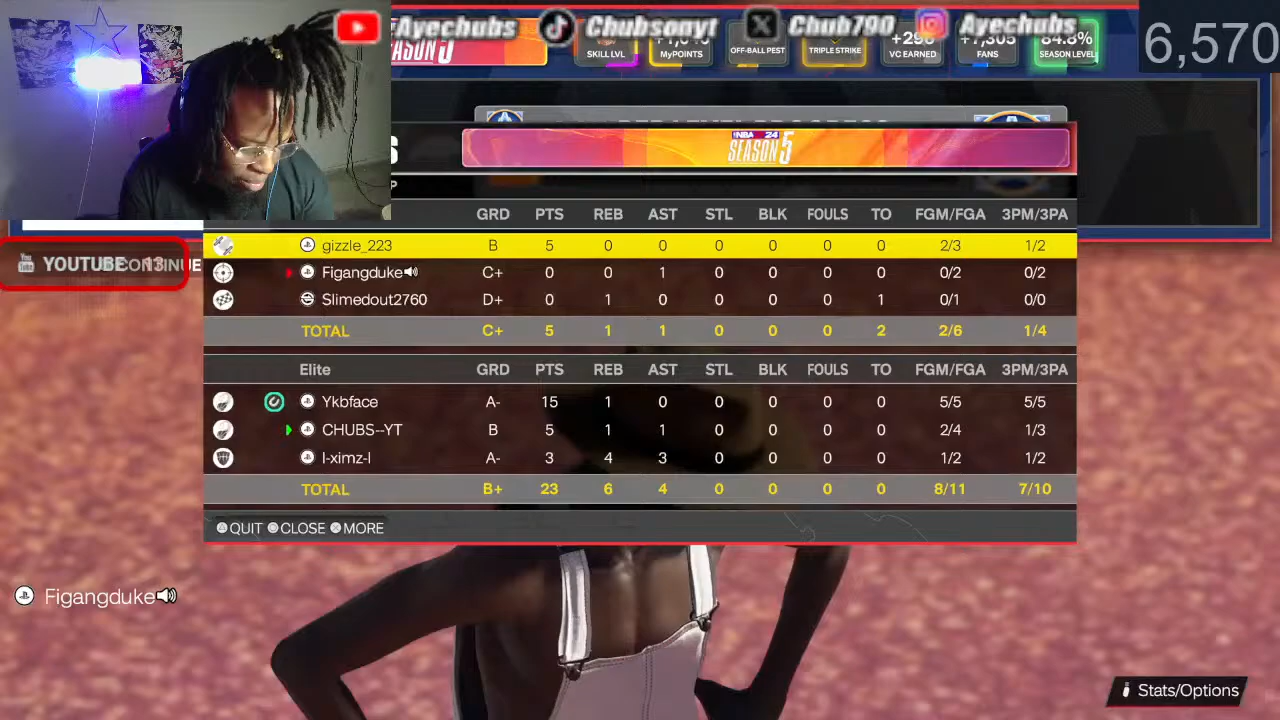 Ayechubs Chubsonyt Chub790 Ayechubs
6,570
SEASON 5 SKILL LVL MyPOINTS OFF-BALL PEST TRIPLE STRIKE VC EARNED FANS 84.8% SEASON LEVEL
NBA 24
SEASON 5
GRD PTS REB AST STL BLK FOULS TO FGM/FGA 3PM/3PA
gizzle_223 B 5 0 0 0 0 0 0 2/3 1/2
YOUTUBE 13
Figangduke C+ 0 0 1 0 0 0 0 0/2 0/2
Slimedout2760 D+ 0 1 0 0 0 0 1 0/1 0/0
TOTAL C+ 5 1 1 0 0 0 2 2/6 1/4
Elite GRD PTS REB AST STL BLK FOULS TO FGM/FGA 3PM/3PA
Ykbface A- 15 1 0 0 0 0 0 5/5 5/5
CHUBS--YT B 5 1 1 0 0 0 0 2/4 1/3
I-ximz-I A- 3 4 3 0 0 0 0 1/2 1/2
TOTAL B+ 23 6 4 0 0 0 0 8/11 7/10
QUIT CLOSE MORE
Figangduke
Stats/Options